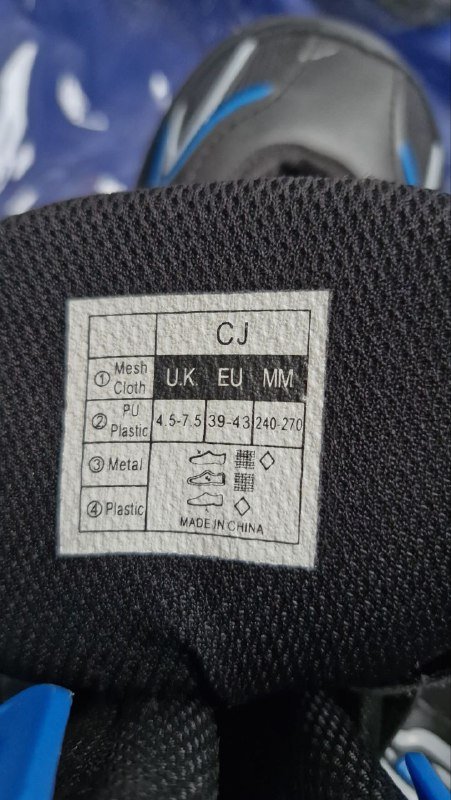 CJ
① Mesh Cloth
U.K EU MM
② PU Plastic
4.5-7.5 39-43 240-270
③ Metal
④ Plastic
MADE IN CHINA